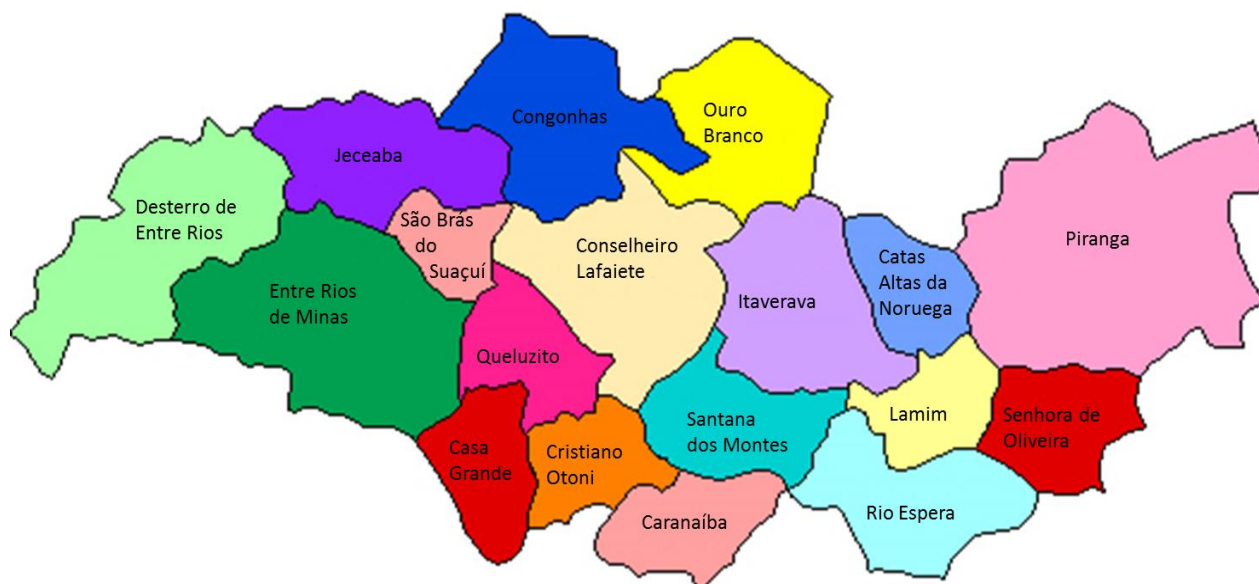 Congonhas
Ouro
Branco
Jeceaba
Desterro de
Entre Rios
São Brás
do
Suaçuí
Conselheiro
Lafaiete
Piranga
Catas
Altas da
Noruega
Entre Rios
de Minas
Itaverava
Queluzito
Lamim
Senhora de
Oliveira
Santana
dos Montes
Casa
Grande
Cristiano
Otoni
Caranaíba
Rio Espera